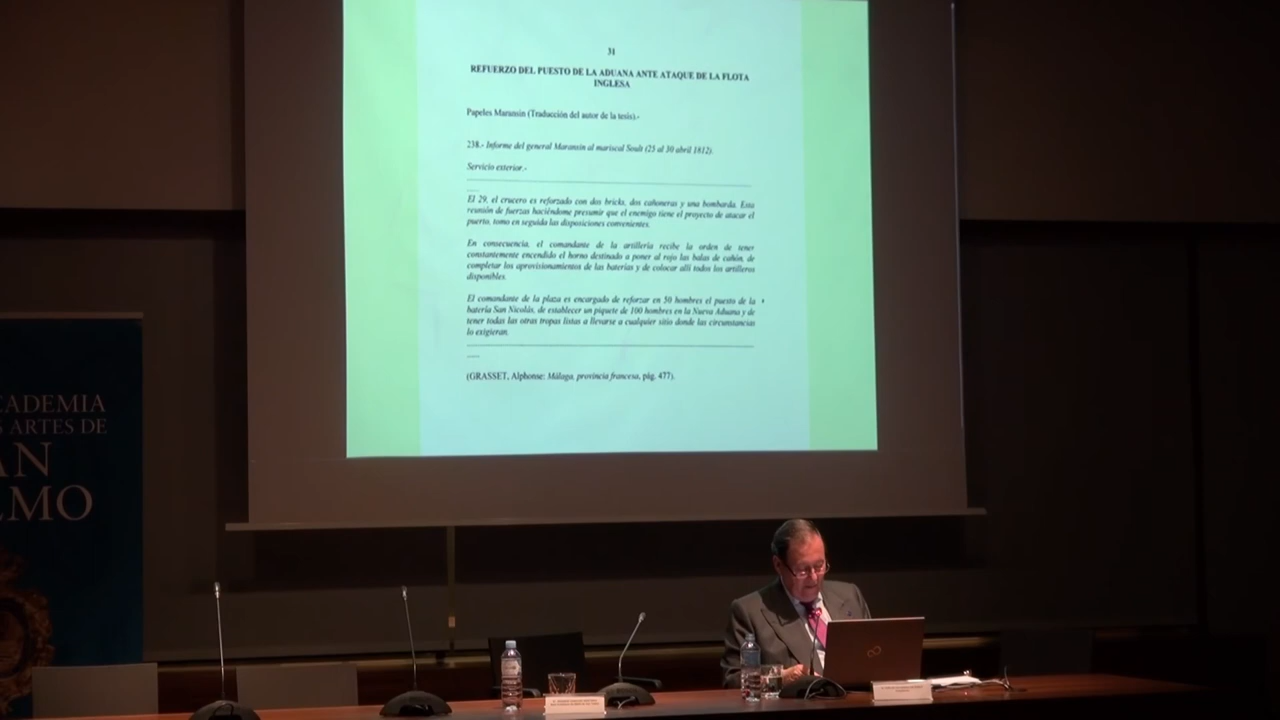 31
REFUERZO DEL PUESTO DE LA ADUANA ANTE ATAQUE DE LA FLOTA
INGLESA
Papeles Maransin (Traducción del autor de la tesis).-
238.- Informe del general Maransin al mariscal Soult (25 al 30 abril 1812).
Servicio exterior.-
El 29, el crucero es reforzado con dos bricks, dos cañoneras y una bombarda. Esta
reunión de fuerzas haciéndome presumir que el enemigo tiene el proyecto de atacar el
puerto, tomo en seguida las disposiciones convenientes.
En consecuencia, el comandante de la artillería recibe la orden de tener
constantemente encendido el horno destinado a poner al rojo las balas de cañón, de
completar los aprovisionamientos de las baterías y de colocar allí todos los artilleros
disponibles.
El comandante de la plaza es encargado de reforzar en 50 hombres el puesto de la
batería San Nicolás, de establecer un piquete de 100 hombres en la Nueva Aduana y de
tener todas las otras tropas listas a llevarse a cualquier sitio donde las circunstancias
lo exigieran.
(GRASSET, Alphonse: Málaga, provincia francesa, pág. 477).
CADEMIA
S ARTES DE
AN
LMO